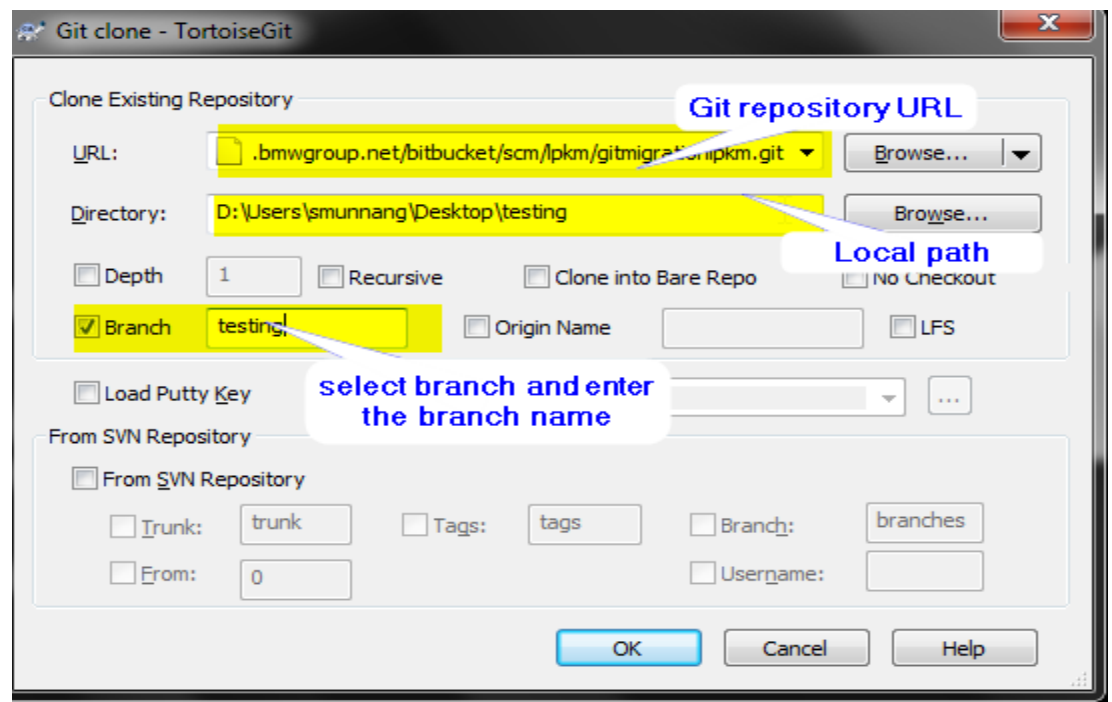 Git clone - TortoiseGit
Clone Existing Repository
Git repository URL
URL: .bmwgroup.net/bitbucket/scm/lpkm/gitmigrationlpkm.git Browse...
Directory: D:\Users\smunnang\Desktop\testing Browse...
Local path
Depth 1 Recursive Clone into Bare Repo No Checkout
Branch testing Origin Name LFS
Load Putty Key ...
select branch and enter
the branch name
From SVN Repository
From SVN Repository
Trunk: trunk Tags: tags Branch: branches
From: 0 Username:
OK Cancel Help